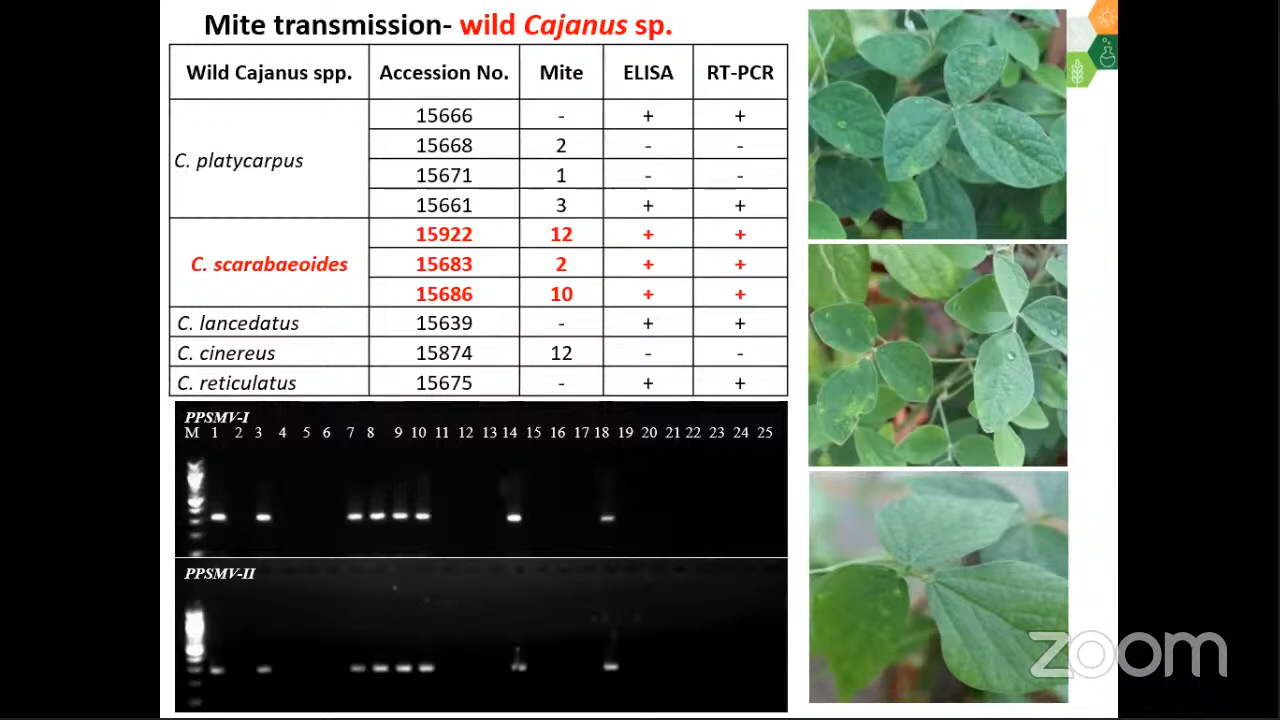 Mite transmission- wild Cajanus sp.
Wild Cajanus spp. Accession No. Mite ELISA RT-PCR
C. platycarpus
15666 - + +
15668 2 - -
15671 1 - -
15661 3 + +
C. scarabaeoides
15922 12 + +
15683 2 + +
15686 10 + +
C. lancedatus 15639 - + +
C. cinereus 15874 12 - -
C. reticulatus 15675 - + +
PPSMV-I
M 1 2 3 4 5 6 7 8 9 10 11 12 13 14 15 16 17 18 19 20 21 22 23 24 25
PPSMV-II
zoom